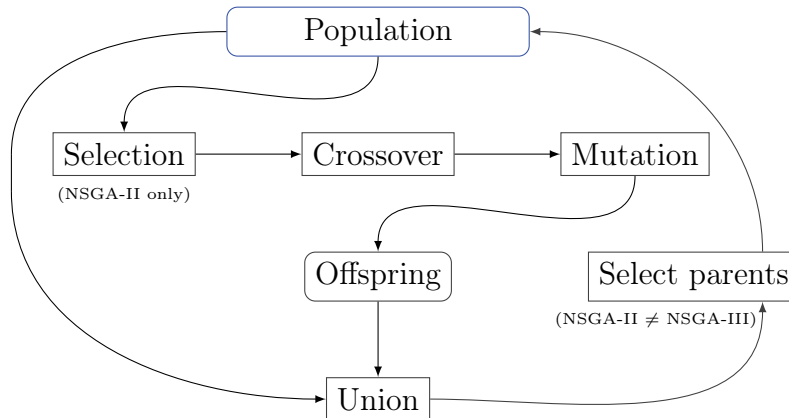 Population
Selection
(NSGA-II only)
Crossover
Mutation
Offspring
Select parents
(NSGA-II ≠ NSGA-III)
Union